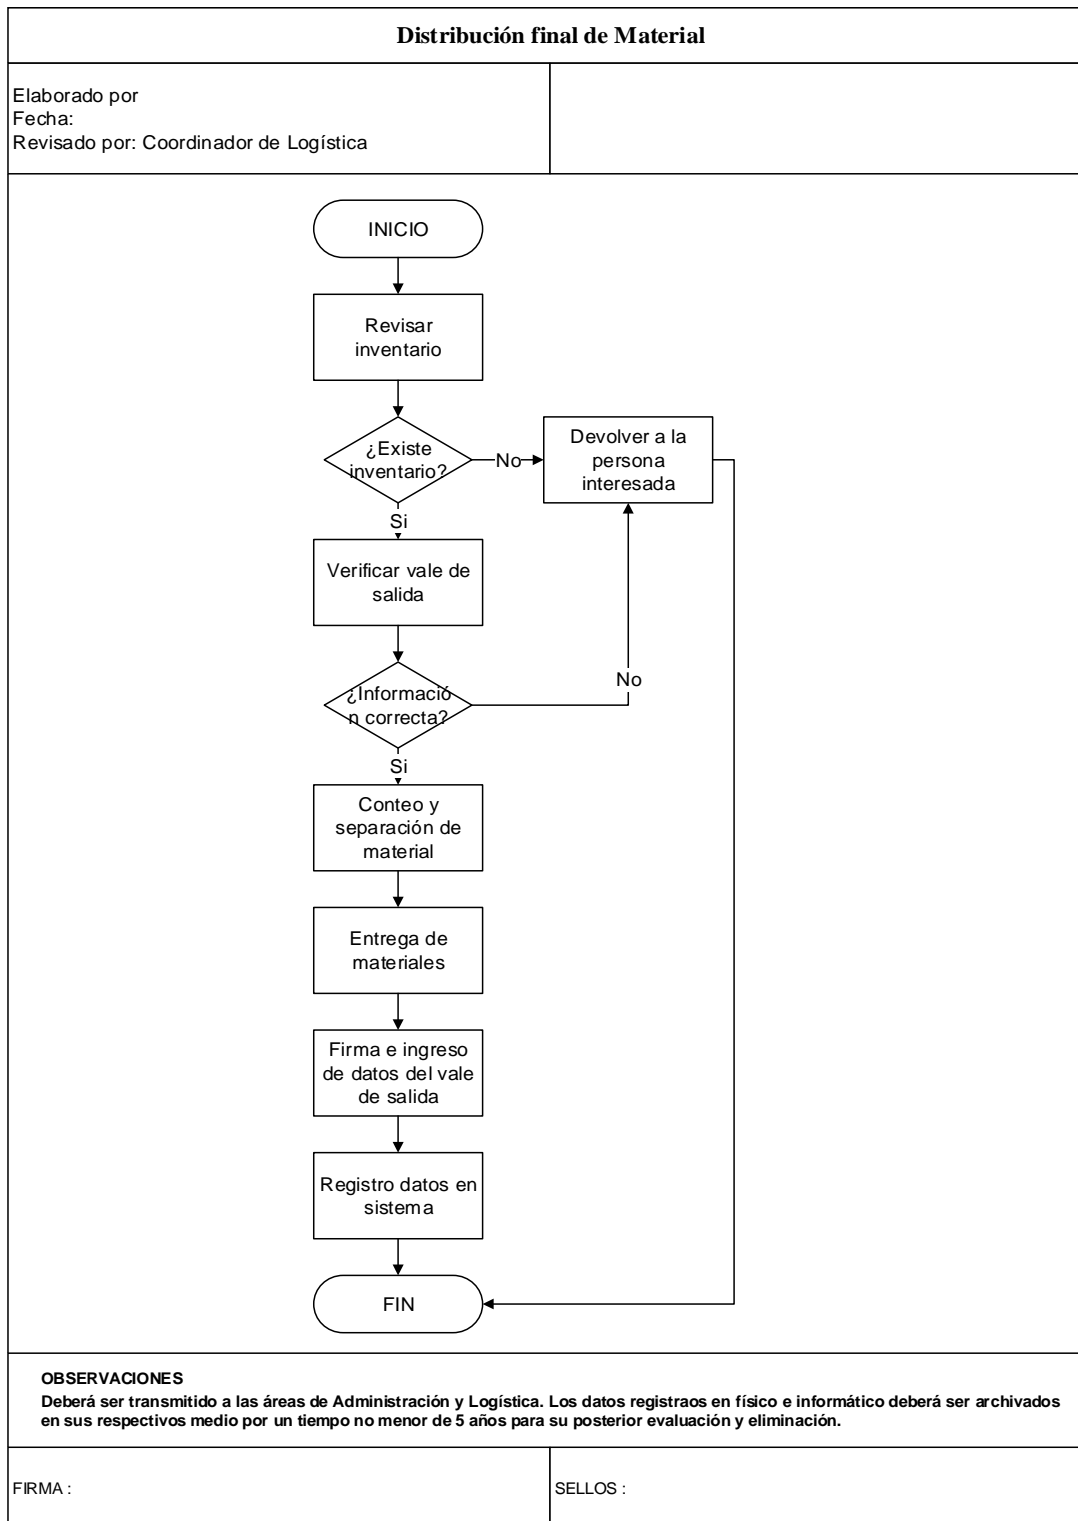 Distribución final de Material
Elaborado por
Fecha:
Revisado por: Coordinador de Logística
INICIO
Revisar
inventario
¿Existe
inventario?
No
Devolver a la
persona
interesada
Si
Verificar vale de
salida
¿Informació
n correcta?
No
Si
Conteo y
separación de
material
Entrega de
materiales
Firma e ingreso
de datos del vale
de salida
Registro datos en
sistema
FIN
OBSERVACIONES
Deberá ser transmitido a las áreas de Administración y Logística. Los datos registraos en físico e informático deberá ser archivados
en sus respectivos medio por un tiempo no menor de 5 años para su posterior evaluación y eliminación.
FIRMA :
SELLOS :